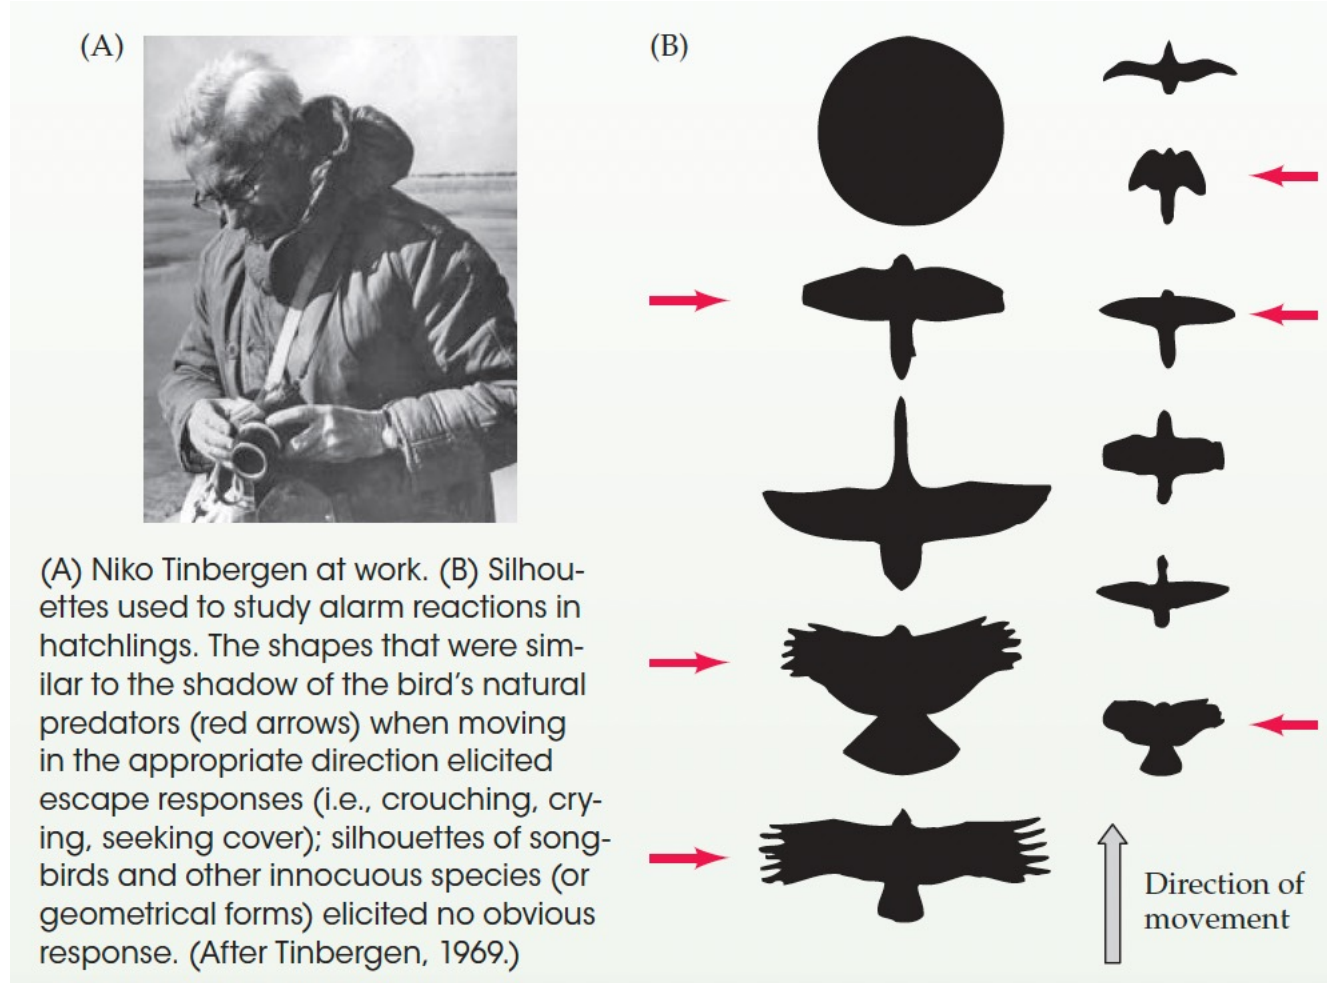 (A)
(A) Niko Tinbergen at work. (B) Silhou-
ettes used to study alarm reactions in
hatchlings. The shapes that were sim-
ilar to the shadow of the bird’s natural
predators (red arrows) when moving
in the appropriate direction elicited
escape responses (i.e., crouching, cry-
ing, seeking cover); silhouettes of song-
birds and other innocuous species (or
geometrical forms) elicited no obvious
response. (After Tinbergen, 1969.)
(B)
Direction of
movement